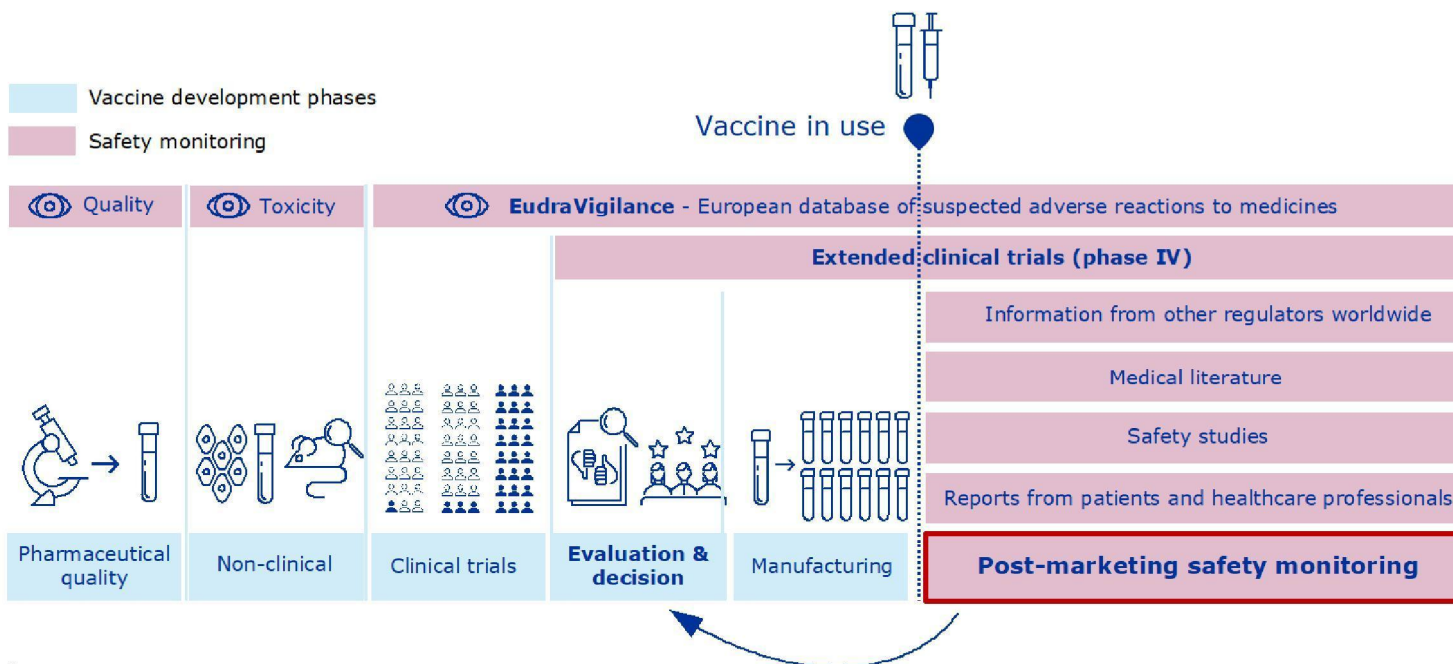 Vaccine development phases
Safety monitoring
Vaccine in use
Quality
Toxicity
EudraVigilance - European database of suspected adverse reactions to medicines
Extended clinical trials (phase IV)
Information from other regulators worldwide
Medical literature
Safety studies
Reports from patients and healthcare professionals
Pharmaceutical
quality
Non-clinical
Clinical trials
Evaluation &
decision
Manufacturing
Post-marketing safety monitoring